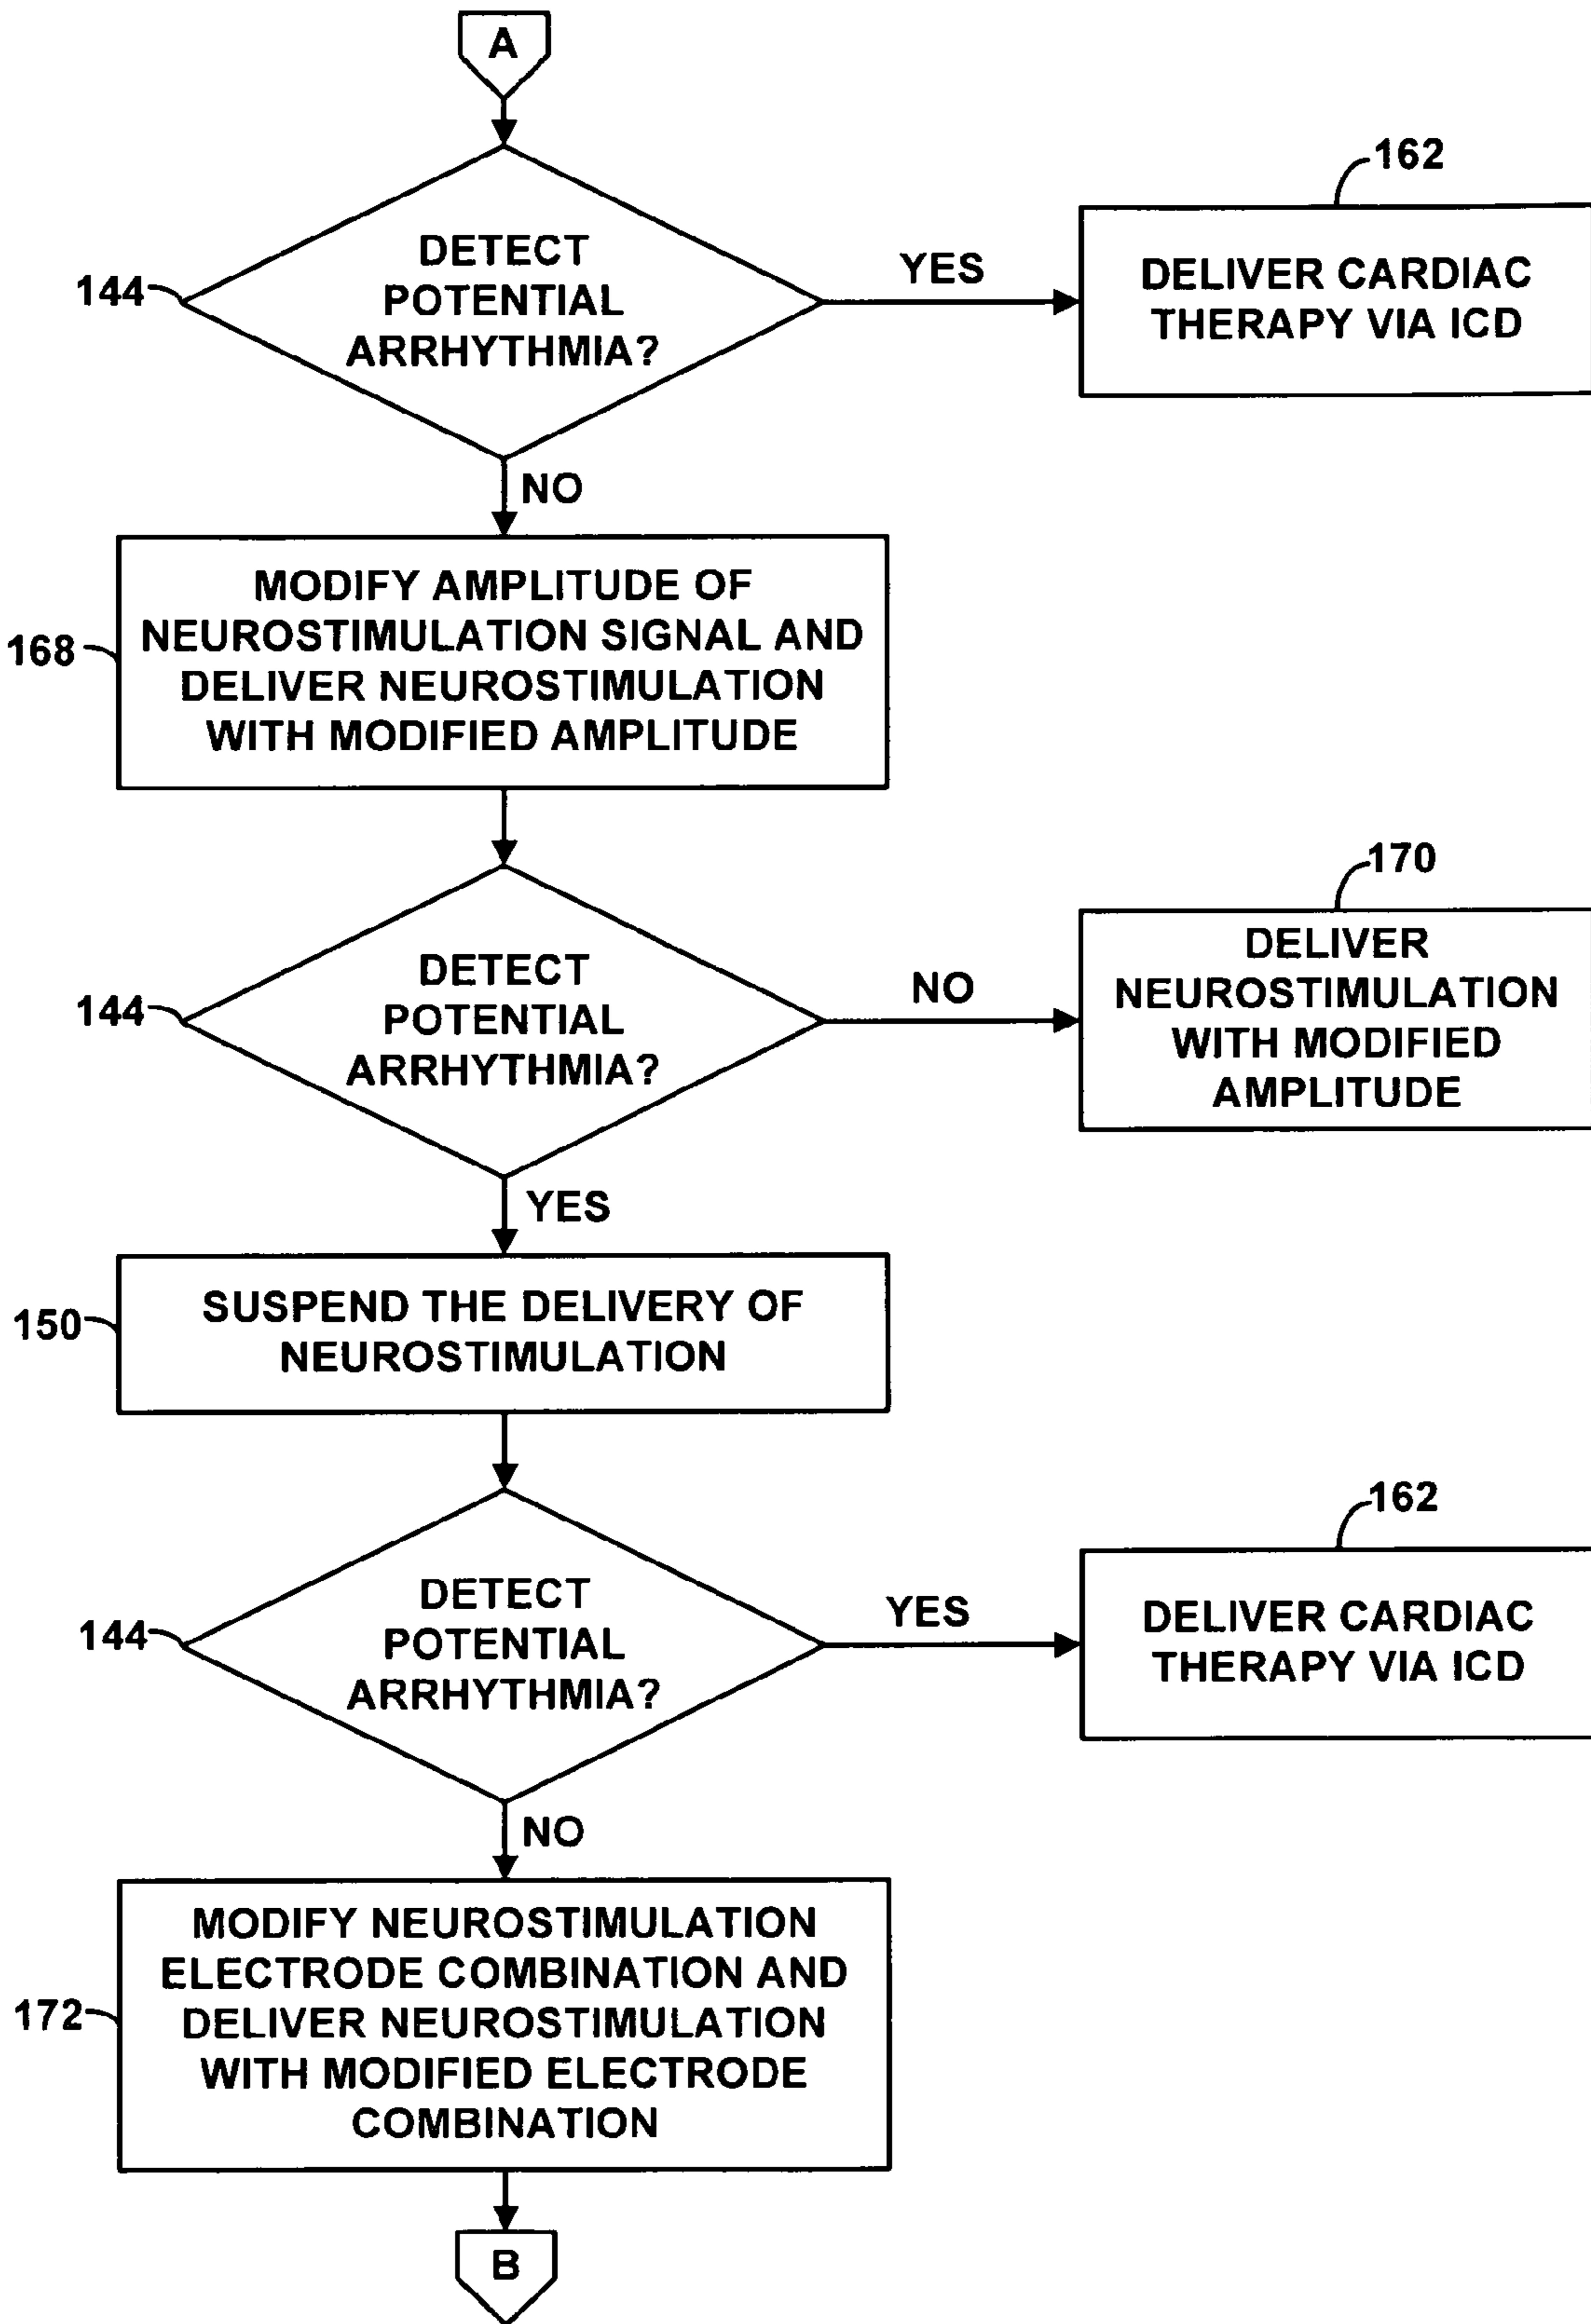 A
DETECT
POTENTIAL
ARRHYTHMIA?
144
YES
162
DELIVER CARDIAC
THERAPY VIA ICD
NO
MODIFY AMPLITUDE OF
NEUROSTIMULATION SIGNAL AND
DELIVER NEUROSTIMULATION
WITH MODIFIED AMPLITUDE
168
DETECT
POTENTIAL
ARRHYTHMIA?
144
NO
170
DELIVER
NEUROSTIMULATION
WITH MODIFIED
AMPLITUDE
YES
SUSPEND THE DELIVERY OF
NEUROSTIMULATION
150
DETECT
POTENTIAL
ARRHYTHMIA?
144
YES
162
DELIVER CARDIAC
THERAPY VIA ICD
NO
MODIFY NEUROSTIMULATION
ELECTRODE COMBINATION AND
DELIVER NEUROSTIMULATION
WITH MODIFIED ELECTRODE
COMBINATION
172
B